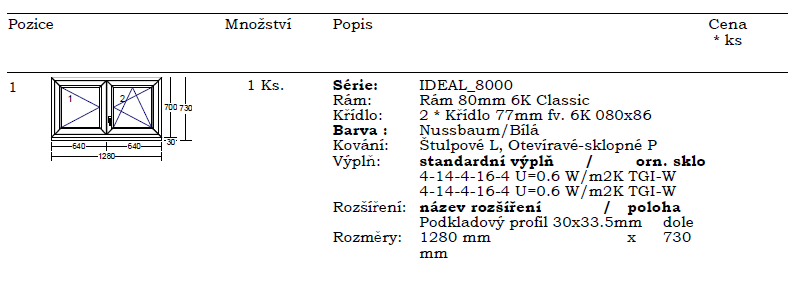 Pozice Množství Popis Cena
* ks
1 1 Ks. Série: IDEAL_8000
Rám: Rám 80mm 6K Classic
Křídlo: 2 * Křídlo 77mm fv. 6K 080x86
Barva : Nussbaum/Bílá
Kování: Štulpové L, Otevíravé-sklopné P
Výplň: standardní výplň / orn. sklo
4-14-4-16-4 U=0.6 W/m2K TGI-W
4-14-4-16-4 U=0.6 W/m2K TGI-W
Rozšíření: název rozšíření / poloha
Podkladový profil 30x33.5mm dole
Rozměry: 1280 mm x 730
mm
1 2 700 730
30
640 640
1280